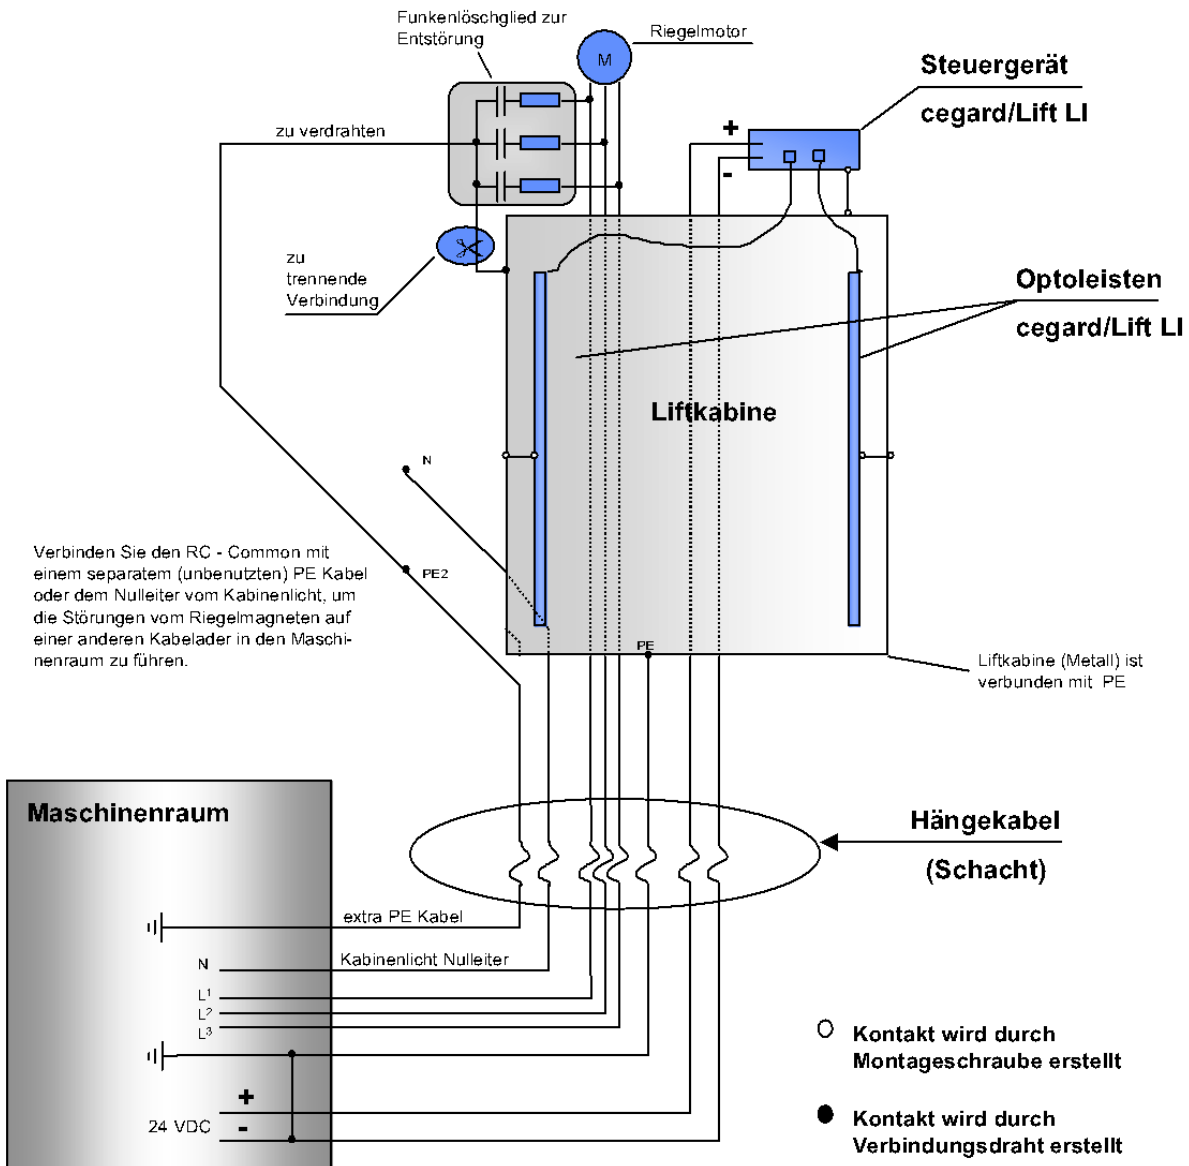 Funkenlöschglied zur
Entstörung
Riegelmotor
M
Steuergerät
cegard/Lift LI
zu verdrahten
+
-
zu
trennende
Verbindung
Optoleisten
cegard/Lift LI
Liftkabine
N
Verbinden Sie den RC - Common mit
einem separatem (unbenutzten) PE Kabel
oder dem Nulleiter vom Kabinenlicht, um
die Störungen vom Riegelmagneten auf
einer anderen Kabelader in den Maschi-
nenraum zu führen.
PE2
PE
Liftkabine (Metall) ist
verbunden mit PE
Maschinenraum
Hängekabel
(Schacht)
extra PE Kabel
N
Kabinenlicht Nulleiter
L1
L2
L3
+
24 VDC
-
Kontakt wird durch
Montageschraube erstellt
Kontakt wird durch
Verbindungsdraht erstellt